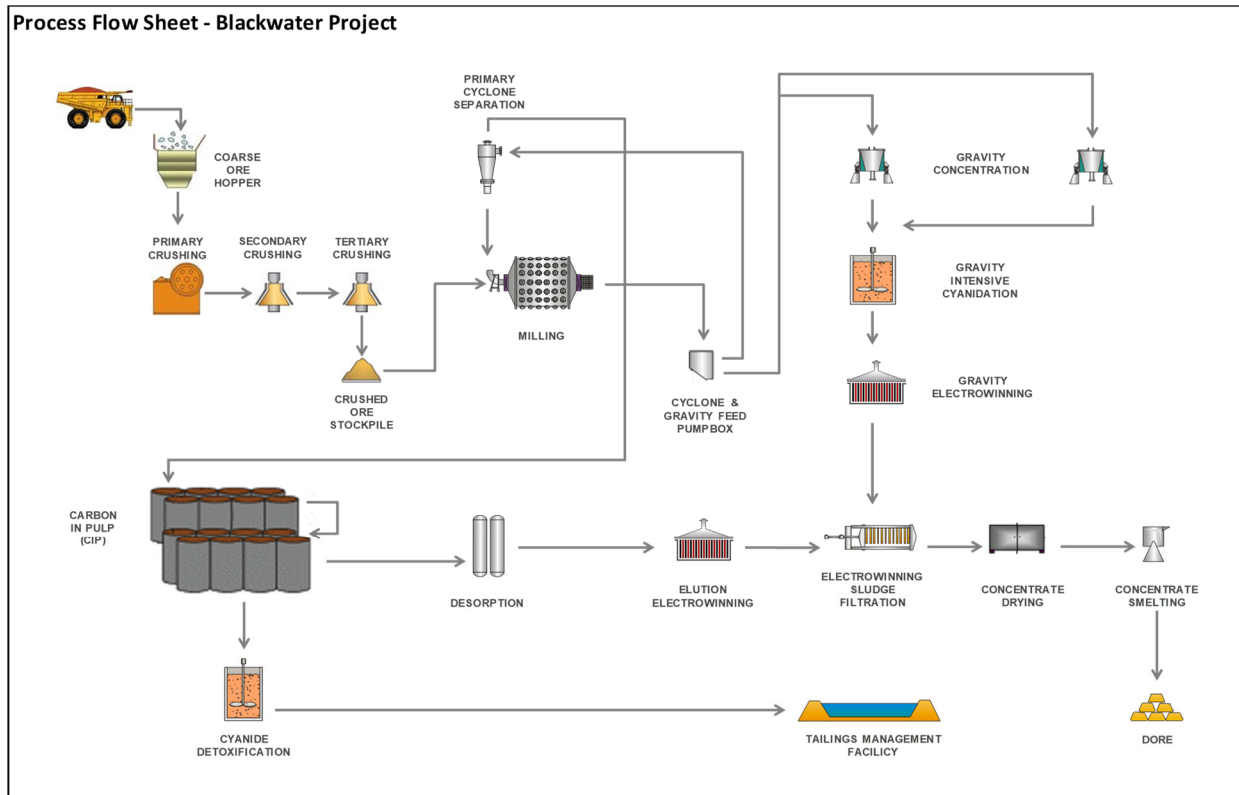 Process Flow Sheet - Blackwater Project
PRIMARY
CYCLONE
SEPARATION
COARSE
ORE
HOPPER
GRAVITY
CONCENTRATION
PRIMARY
CRUSHING
SECONDARY
CRUSHING
TERTIARY
CRUSHING
GRAVITY
INTENSIVE
CYANIDATION
MILLING
CRUSHED
ORE
STOCKPILE
CYCLONE &
GRAVITY FEED
PUMPBOX
GRAVITY
ELECTROWINNING
CARBON
IN PULP
(CIP)
DESORPTION
ELUTION
ELECTROWINNING
ELECTROWINNING
SLUDGE
FILTRATION
CONCENTRATE
DRYING
CONCENTRATE
SMELTING
CYANIDE
DETOXIFICATION
TAILINGS MANAGEMENT
FACILICY
DORE